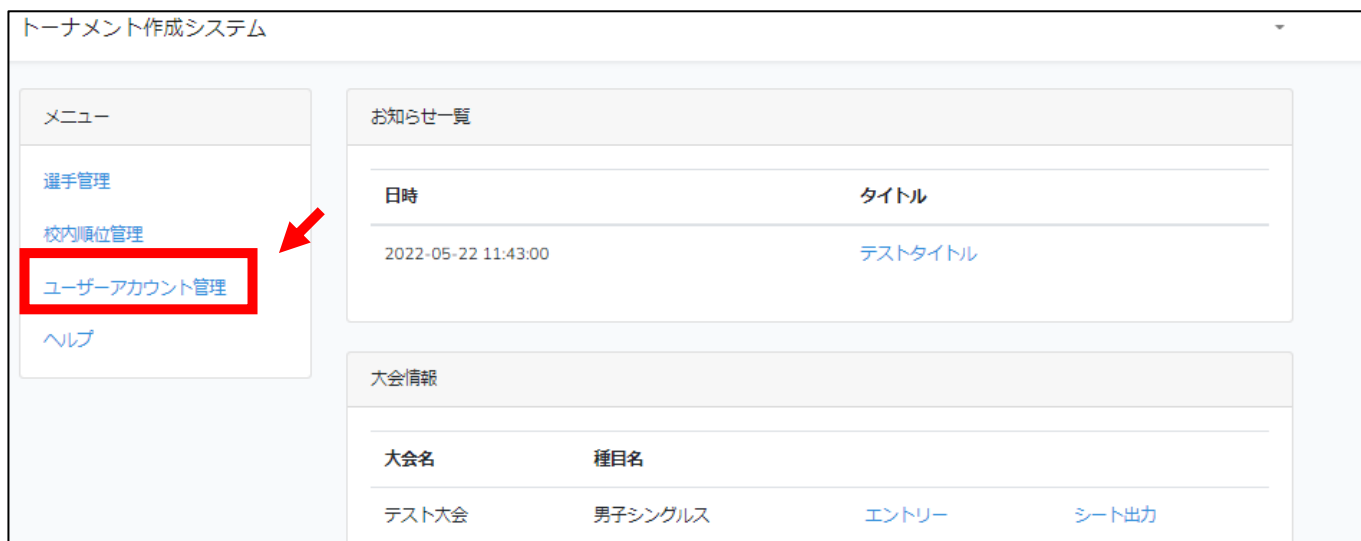 トーナメント作成システム
メニュー
選手管理
校内順位管理
ユーザーアカウント管理
ヘルプ
お知らせ一覧
日時 タイトル
2022-05-22 11:43:00 テストタイトル
大会情報
大会名 種目名
テスト大会 男子シングルス エントリー シート出力